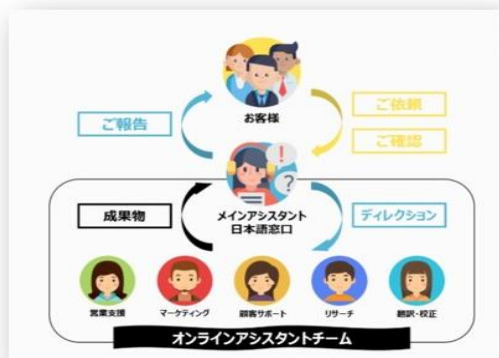 お客様
ご報告
ご依頼
ご確認
メインアシスタント
日本語窓口
成果物
ディレクション
営業支援
マーケティング
顧客サポート
リサーチ
翻訳・校正
オンラインアシスタントチーム